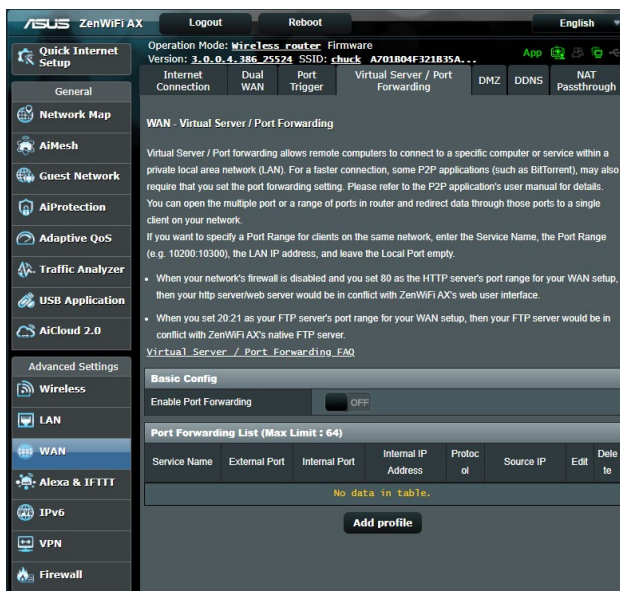 ASUS ZenWiFi AX Logout Reboot English
Quick Internet Setup
General
Network Map
AiMesh
Guest Network
AiProtection
Adaptive QoS
Traffic Analyzer
USB Application
AiCloud 2.0
Advanced Settings
Wireless
LAN
WAN
Alexa & IFTTT
IPv6
VPN
Firewall
Operation Mode: Wireless router Firmware
Version: 3.0.0.4.386_25524 SSID: chuck A701B04F321B35A...
App
Internet Connection Dual WAN Port Trigger Virtual Server / Port Forwarding DMZ DDNS NAT Passthrough
WAN - Virtual Server / Port Forwarding
Virtual Server / Port forwarding allows remote computers to connect to a specific computer or service within a
private local area network (LAN). For a faster connection, some P2P applications (such as BitTorrent), may also
require that you set the port forwarding setting. Please refer to the P2P application's user manual for details.
You can open the multiple port or a range of ports in router and redirect data through those ports to a single
client on your network.
If you want to specify a Port Range for clients on the same network, enter the Service Name, the Port Range
(e.g. 10200:10300), the LAN IP address, and leave the Local Port empty.
• When your network's firewall is disabled and you set 80 as the HTTP server's port range for your WAN setup,
then your http server/web server would be in conflict with ZenWiFi AX's web user interface.
• When you set 20:21 as your FTP server's port range for your WAN setup, then your FTP server would be in
conflict with ZenWiFi AX's native FTP server.
Virtual Server / Port Forwarding FAQ
Basic Config
Enable Port Forwarding OFF
Port Forwarding List (Max Limit : 64)
Service Name External Port Internal Port Internal IP Address Protocol Source IP Edit Delete
No data in table.
Add profile